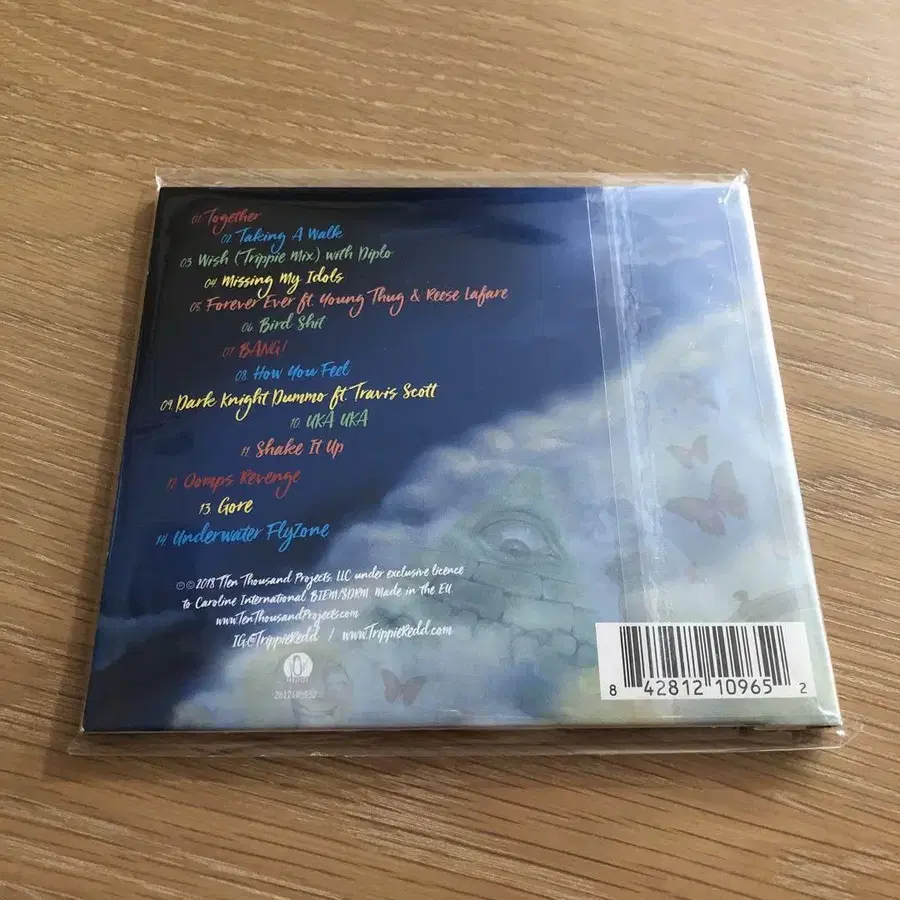 01. Together
02. Taking A Walk
03. Wish (Trippie Mix) with Diplo
04. Missing My Idols
05. Forever Ever ft. Young Thug & Reese Laflare
06. Bird Shit
07. BANG!
08. How You Feel
09. Dark Knight Dummo ft. Travis Scott
10. UKA UKA
11. Shake It Up
12. Oomps Revenge
13. Gore
14. Underwater FlyZone
℗ © 2018 TTen Thousand Projects, LLC under exclusive licence
to Caroline International BIEM/SDRM Made in the EU
www.TenThousandProjects.com
IG@TrippieRedd / www.TrippieRedd.com
8 42812 10965 2